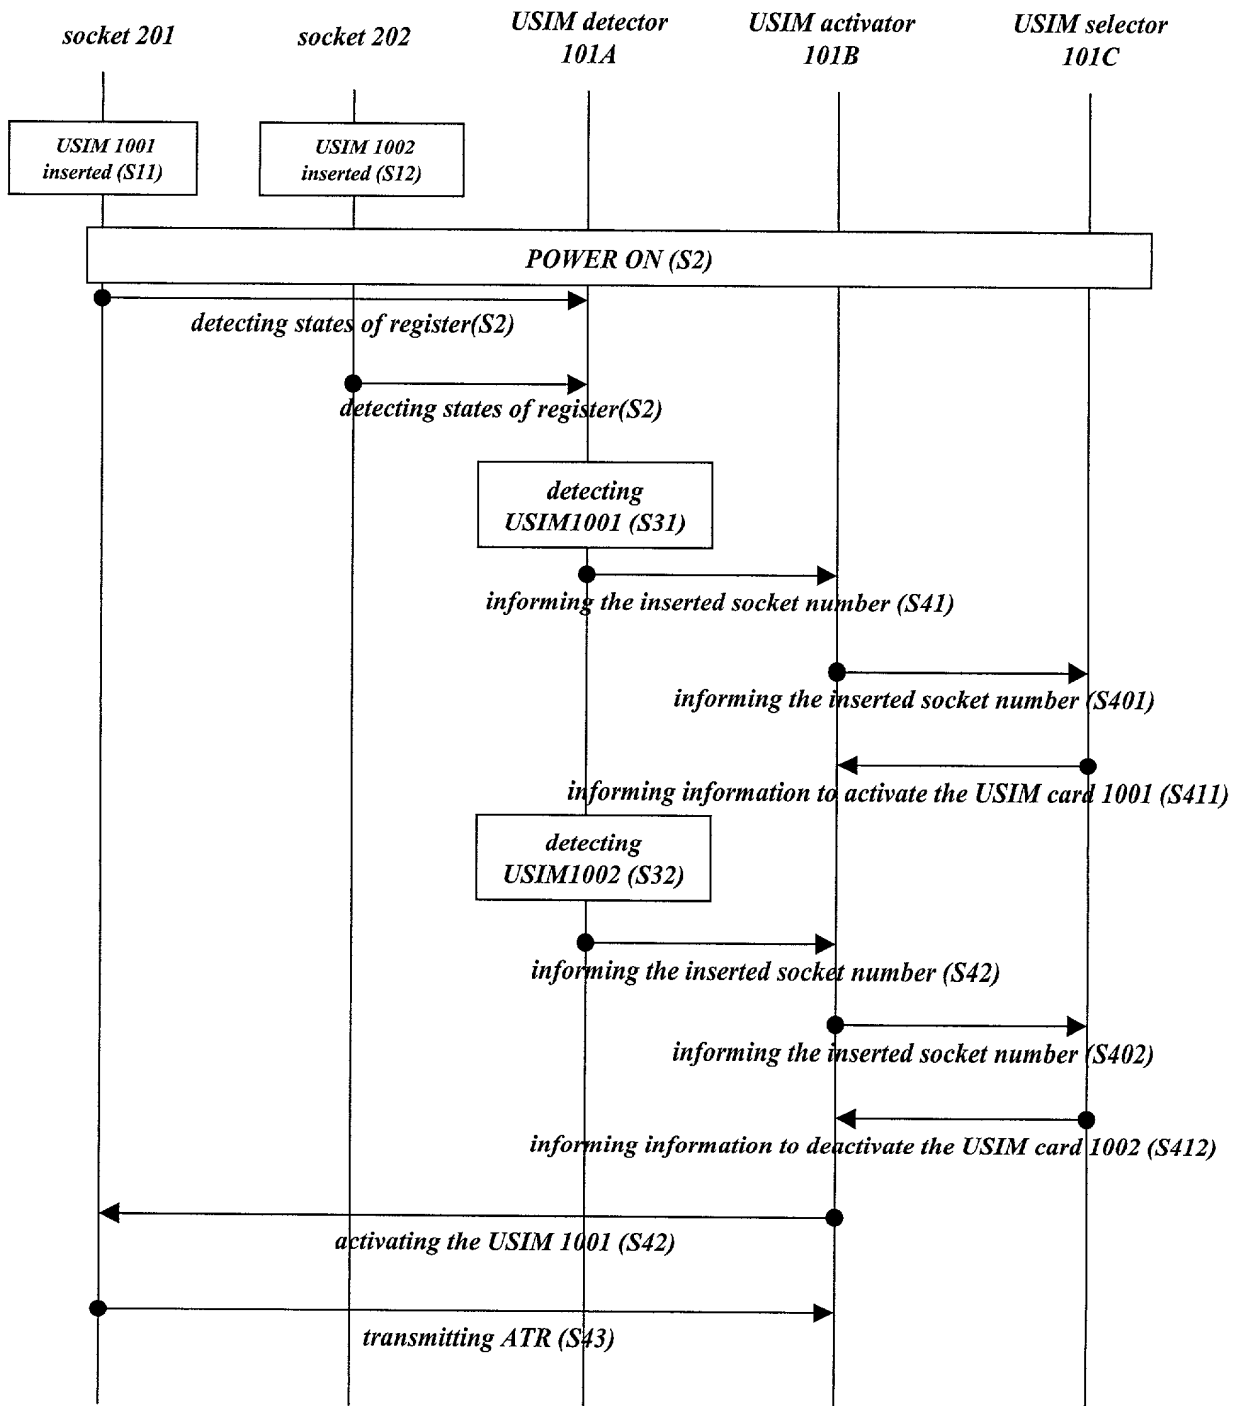 socket 201
socket 202
USIM detector
101A
USIM activator
101B
USIM selector
101C
USIM 1001
inserted (S11)
USIM 1002
inserted (S12)
POWER ON (S2)
detecting states of register(S2)
detecting states of register(S2)
detecting
USIM1001 (S31)
informing the inserted socket number (S41)
informing the inserted socket number (S401)
informing information to activate the USIM card 1001 (S411)
detecting
USIM1002 (S32)
informing the inserted socket number (S42)
informing the inserted socket number (S402)
informing information to deactivate the USIM card 1002 (S412)
activating the USIM 1001 (S42)
transmitting ATR (S43)